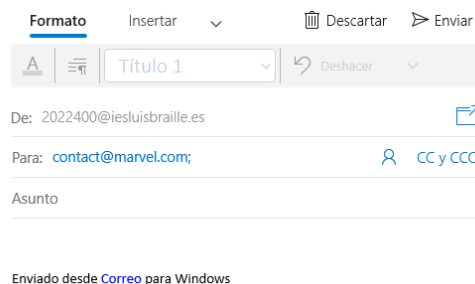 Formato Insertar Descartar Enviar
A Título 1 Deshacer
De: 2022400@iesluisbraille.es
Para: contact@marvel.com; CC y CCO
Asunto
Enviado desde Correo para Windows